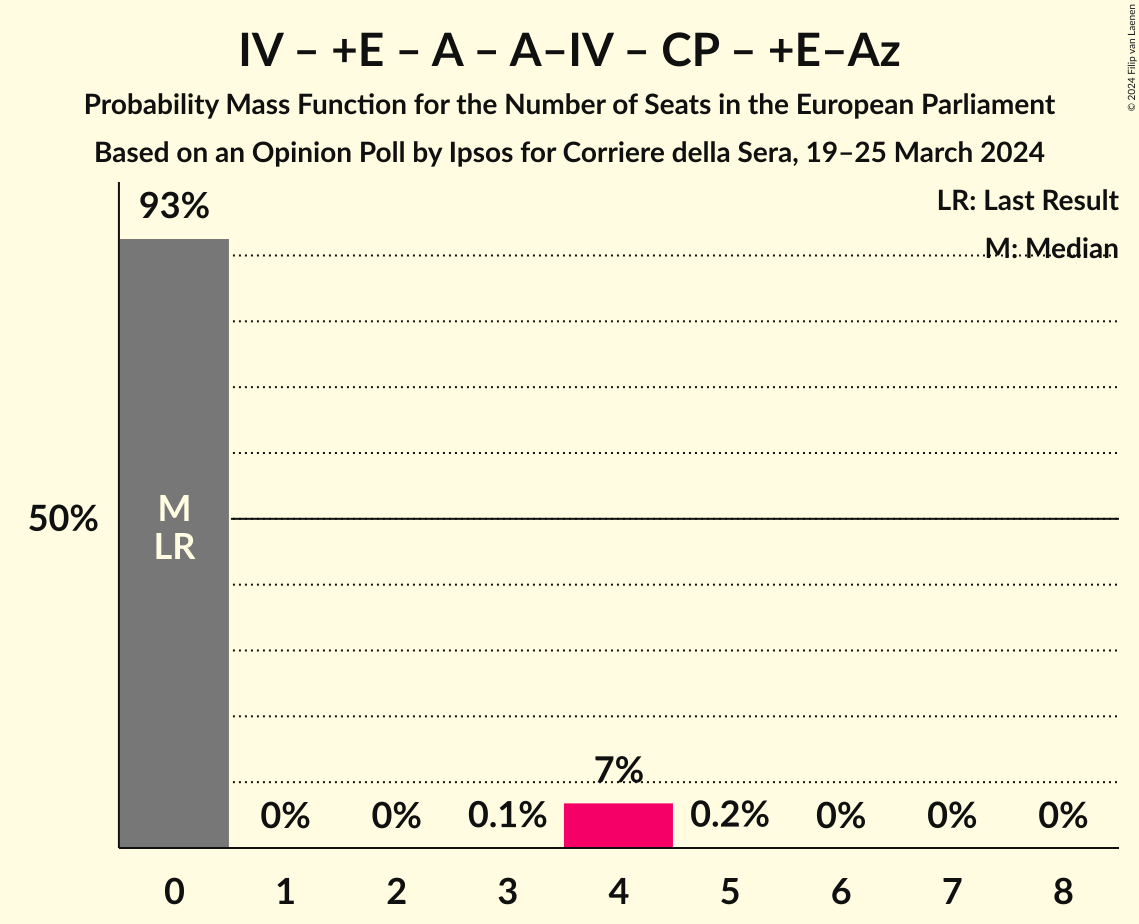 IV – +E – A – A–IV – CP – +E–Az
Probability Mass Function for the Number of Seats in the European Parliament
Based on an Opinion Poll by Ipsos for Corriere della Sera, 19–25 March 2024
© 2024 Filip van Laenen
LR: Last Result
M: Median
93%
50%
M
LR
0% 0% 0.1% 7% 0.2% 0% 0% 0%
0 1 2 3 4 5 6 7 8